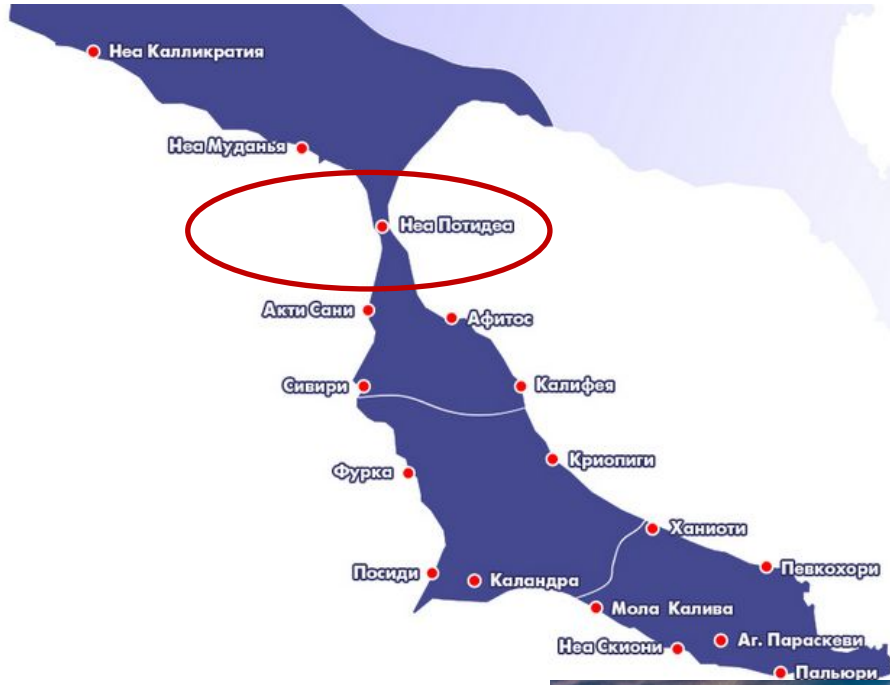 Неа Калликратия
Неа Муданья
Неа Потидеа
Акти Сани
Афитос
Сивири
Калифея
Криопиги
Фурка
Ханиоти
Певкохори
Посиди
Каландра
Мола Калива
Аг. Параскеви
Неа Скиони
Пальюри